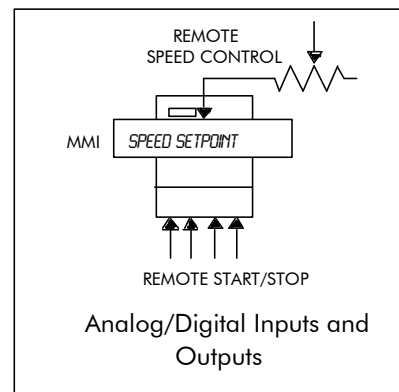 REMOTE
SPEED CONTROL
MMI
SPEED SETPOINT
REMOTE START/STOP
Analog/Digital Inputs and
Outputs